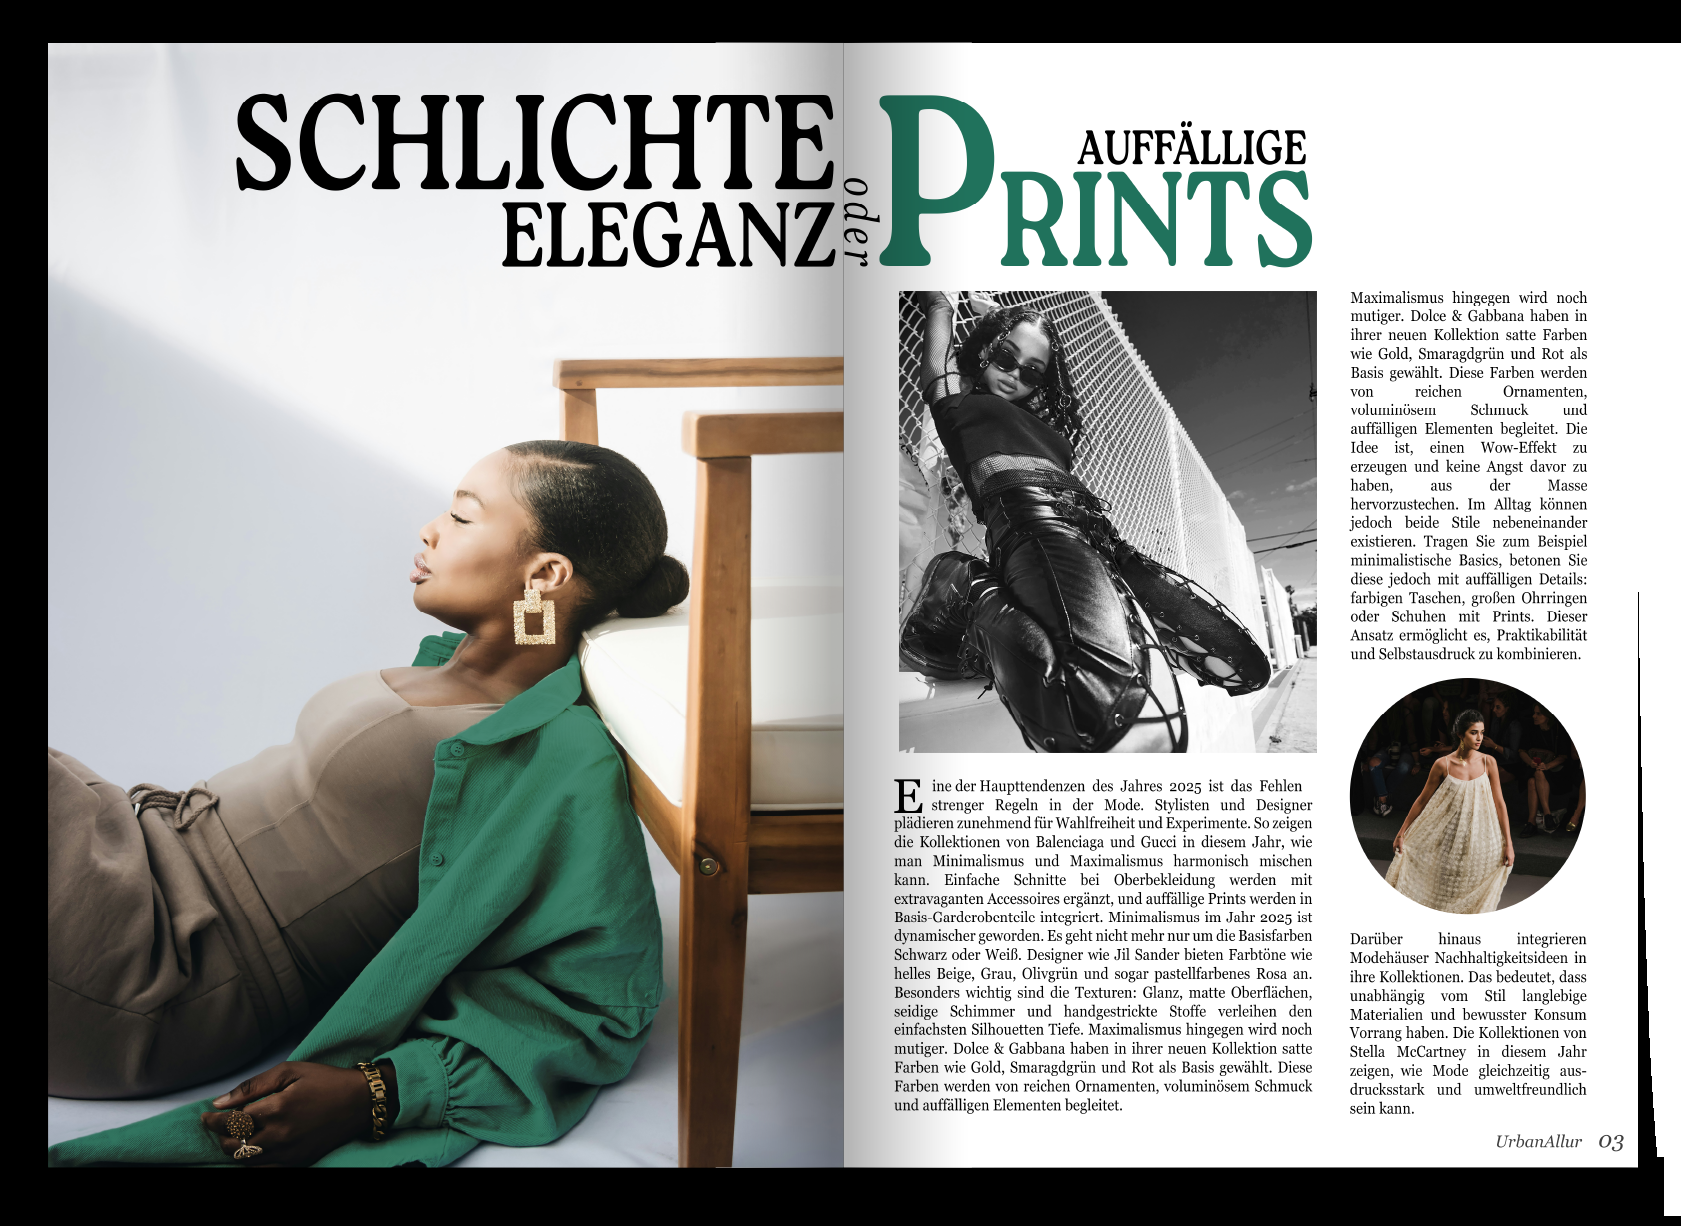 SCHLICHTE
ELEGANZ
oder
AUFFÄLLIGE
PRINTS
Eine der Haupttendenzen des Jahres 2025 ist das Fehlen
strenger Regeln in der Mode. Stylisten und Designer
plädieren zunehmend für Wahlfreiheit und Experimente. So zeigen
die Kollektionen von Balenciaga und Gucci in diesem Jahr, wie
man Minimalismus und Maximalismus harmonisch mischen
kann. Einfache Schnitte bei Oberbekleidung werden mit
extravaganten Accessoires ergänzt, und auffällige Prints werden in
Basis-Garderobenteile integriert. Minimalismus im Jahr 2025 ist
dynamischer geworden. Es geht nicht mehr nur um die Basisfarben
Schwarz oder Weiß. Designer wie Jil Sander bieten Farbtöne wie
helles Beige, Grau, Olivgrün und sogar pastellfarbenes Rosa an.
Besonders wichtig sind die Texturen: Glanz, matte Oberflächen,
seidige Schimmer und handgestrickte Stoffe verleihen den
einfachsten Silhouetten Tiefe. Maximalismus hingegen wird noch
mutiger. Dolce & Gabbana haben in ihrer neuen Kollektion satte
Farben wie Gold, Smaragdgrün und Rot als Basis gewählt. Diese
Farben werden von reichen Ornamenten, voluminösem Schmuck
und auffälligen Elementen begleitet.
Maximalismus hingegen wird noch
mutiger. Dolce & Gabbana haben in
ihrer neuen Kollektion satte Farben
wie Gold, Smaragdgrün und Rot als
Basis gewählt. Diese Farben werden
von reichen Ornamenten,
voluminösem Schmuck und
auffälligen Elementen begleitet. Die
Idee ist, einen Wow-Effekt zu
erzeugen und keine Angst davor zu
haben, aus der Masse
hervorzustechen. Im Alltag können
jedoch beide Stile nebeneinander
existieren. Tragen Sie zum Beispiel
minimalistische Basics, betonen Sie
diese jedoch mit auffälligen Details:
farbigen Taschen, großen Ohrringen
oder Schuhen mit Prints. Dieser
Ansatz ermöglicht es, Praktikabilität
und Selbstausdruck zu kombinieren.
Darüber hinaus integrieren
Modehäuser Nachhaltigkeitsideen in
ihre Kollektionen. Das bedeutet, dass
unabhängig vom Stil langlebige
Materialien und bewusster Konsum
Vorrang haben. Die Kollektionen von
Stella McCartney in diesem Jahr
zeigen, wie Mode gleichzeitig aus-
drucksstark und umweltfreundlich
sein kann.
UrbanAllur 03